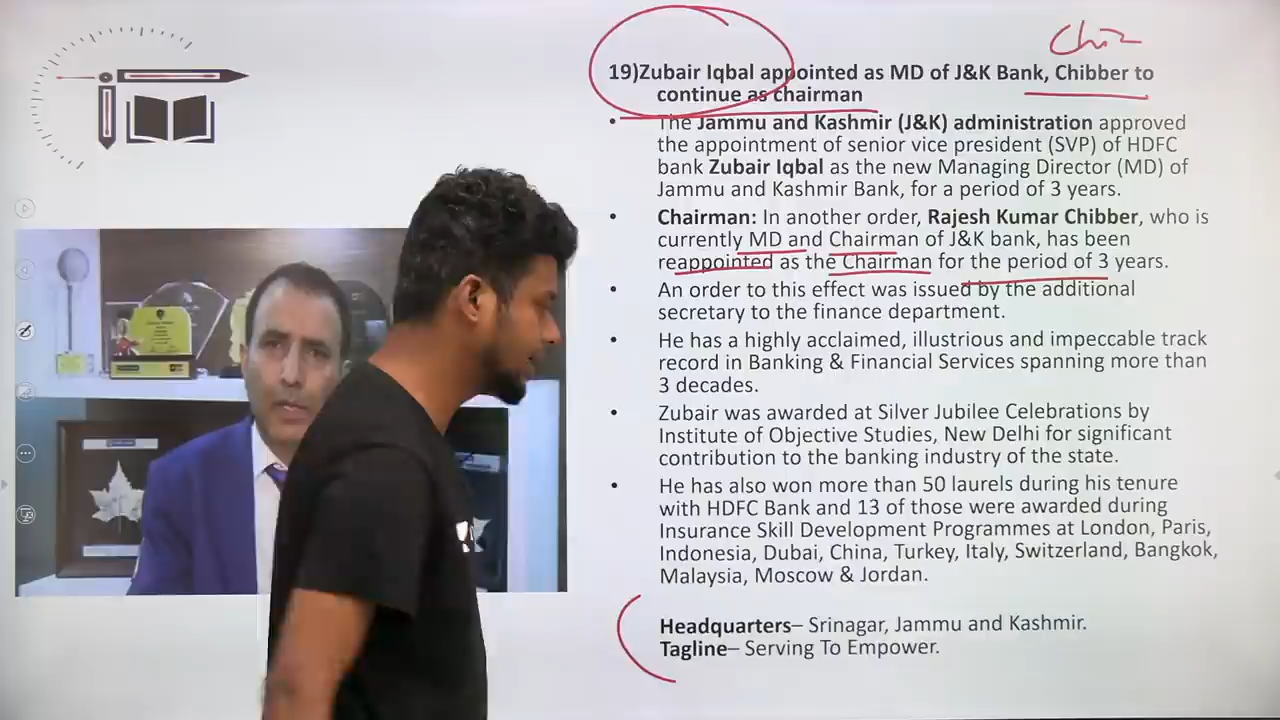 19)Zubair Iqbal appointed as MD of J&K Bank, Chibber to
continue as chairman
• The Jammu and Kashmir (J&K) administration approved
the appointment of senior vice president (SVP) of HDFC
bank Zubair Iqbal as the new Managing Director (MD) of
Jammu and Kashmir Bank, for a period of 3 years.
• Chairman: In another order, Rajesh Kumar Chibber, who is
currently MD and Chairman of J&K bank, has been
reappointed as the Chairman for the period of 3 years.
• An order to this effect was issued by the additional
secretary to the finance department.
• He has a highly acclaimed, illustrious and impeccable track
record in Banking & Financial Services spanning more than
3 decades.
• Zubair was awarded at Silver Jubilee Celebrations by
Institute of Objective Studies, New Delhi for significant
contribution to the banking industry of the state.
• He has also won more than 50 laurels during his tenure
with HDFC Bank and 13 of those were awarded during
Insurance Skill Development Programmes at London, Paris,
Indonesia, Dubai, China, Turkey, Italy, Switzerland, Bangkok,
Malaysia, Moscow & Jordan.
Headquarters– Srinagar, Jammu and Kashmir.
Tagline– Serving To Empower.